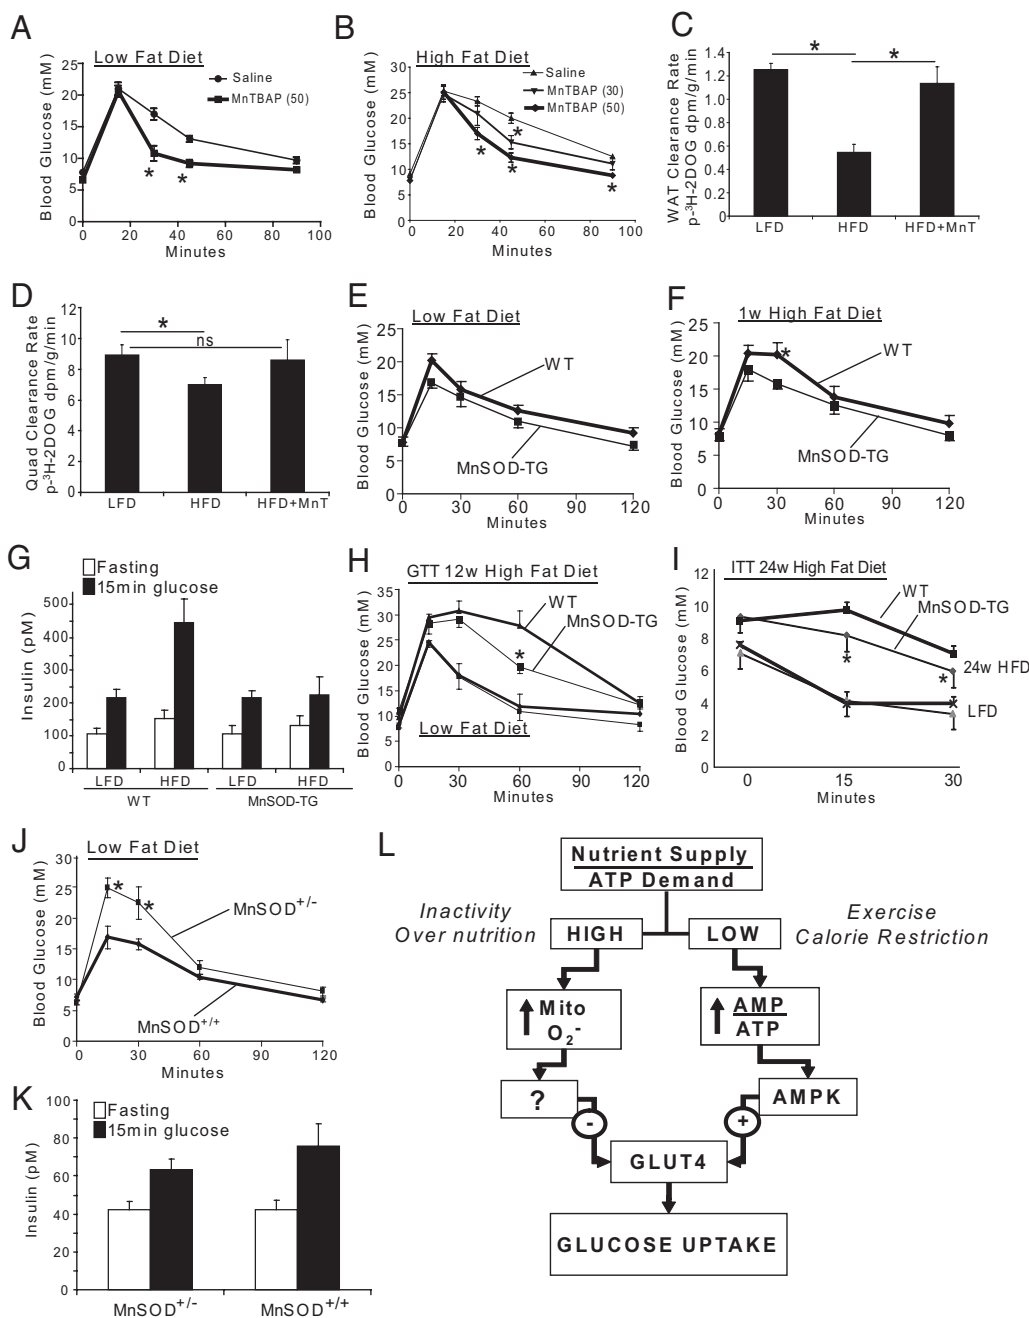 A
Low Fat Diet
Blood Glucose (mM)
25
20
15
10
5
0
Saline
MnTBAP (50)
* *
0 20 40 60 80 100
Minutes
B
High Fat Diet
Blood Glucose (mM)
30
25
20
15
10
5
0
Saline
MnTBAP (30)
MnTBAP (50)
* * * *
0 20 40 60 80 100
Minutes
C
WAT Clearance Rate
p-³H-2DOG dpm/g/min
1.4
1.2
1
0.8
0.6
0.4
0.2
0
* *
LFD HFD HFD+MnT
D
Quad Clearance Rate
p-³H-2DOG dpm/g/min
12
10
8
6
4
2
0
*
ns
LFD HFD HFD+MnT
E
Low Fat Diet
Blood Glucose (mM)
25
20
15
10
5
0
WT
MnSOD-TG
0 30 60 90 120
Minutes
F
1w High Fat Diet
Blood Glucose (mM)
25
20
15
10
5
0
*
WT
MnSOD-TG
0 30 60 90 120
Minutes
G
Fasting
15min glucose
Insulin (pM)
500
400
300
200
100
0
LFD HFD LFD HFD
WT MnSOD-TG
H
GTT 12w High Fat Diet
Blood Glucose (mM)
35
30
25
20
15
10
5
0
WT
MnSOD-TG
*
Low Fat Diet
0 30 60 90 120
Minutes
I
ITT 24w High Fat Diet
Blood Glucose (mM)
12
10
8
6
4
2
0
WT
MnSOD-TG
* *
24w HFD
LFD
0 15 30
Minutes
J
Low Fat Diet
Blood Glucose (mM)
30
25
20
15
10
5
0
* *
MnSOD+/-
MnSOD+/+
0 30 60 90 120
Minutes
K
Fasting
15min glucose
Insulin (pM)
100
80
60
40
20
0
MnSOD+/- MnSOD+/+
L
Nutrient Supply
ATP Demand
Inactivity
Over nutrition
HIGH
LOW
Exercise
Calorie Restriction
Mito
O₂⁻
AMP
ATP
?
AMPK
-
+
GLUT4
GLUCOSE UPTAKE